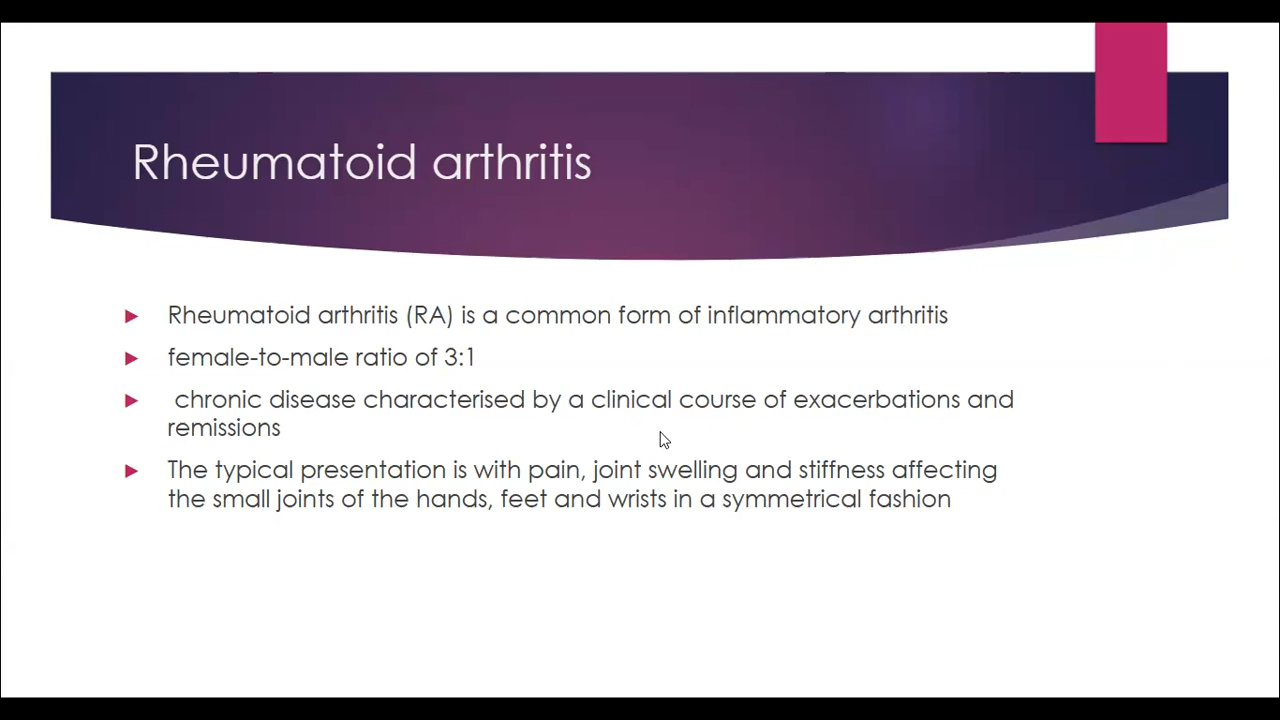 Rheumatoid arthritis
Rheumatoid arthritis (RA) is a common form of inflammatory arthritis
female-to-male ratio of 3:1
chronic disease characterised by a clinical course of exacerbations and
remissions
The typical presentation is with pain, joint swelling and stiffness affecting
the small joints of the hands, feet and wrists in a symmetrical fashion